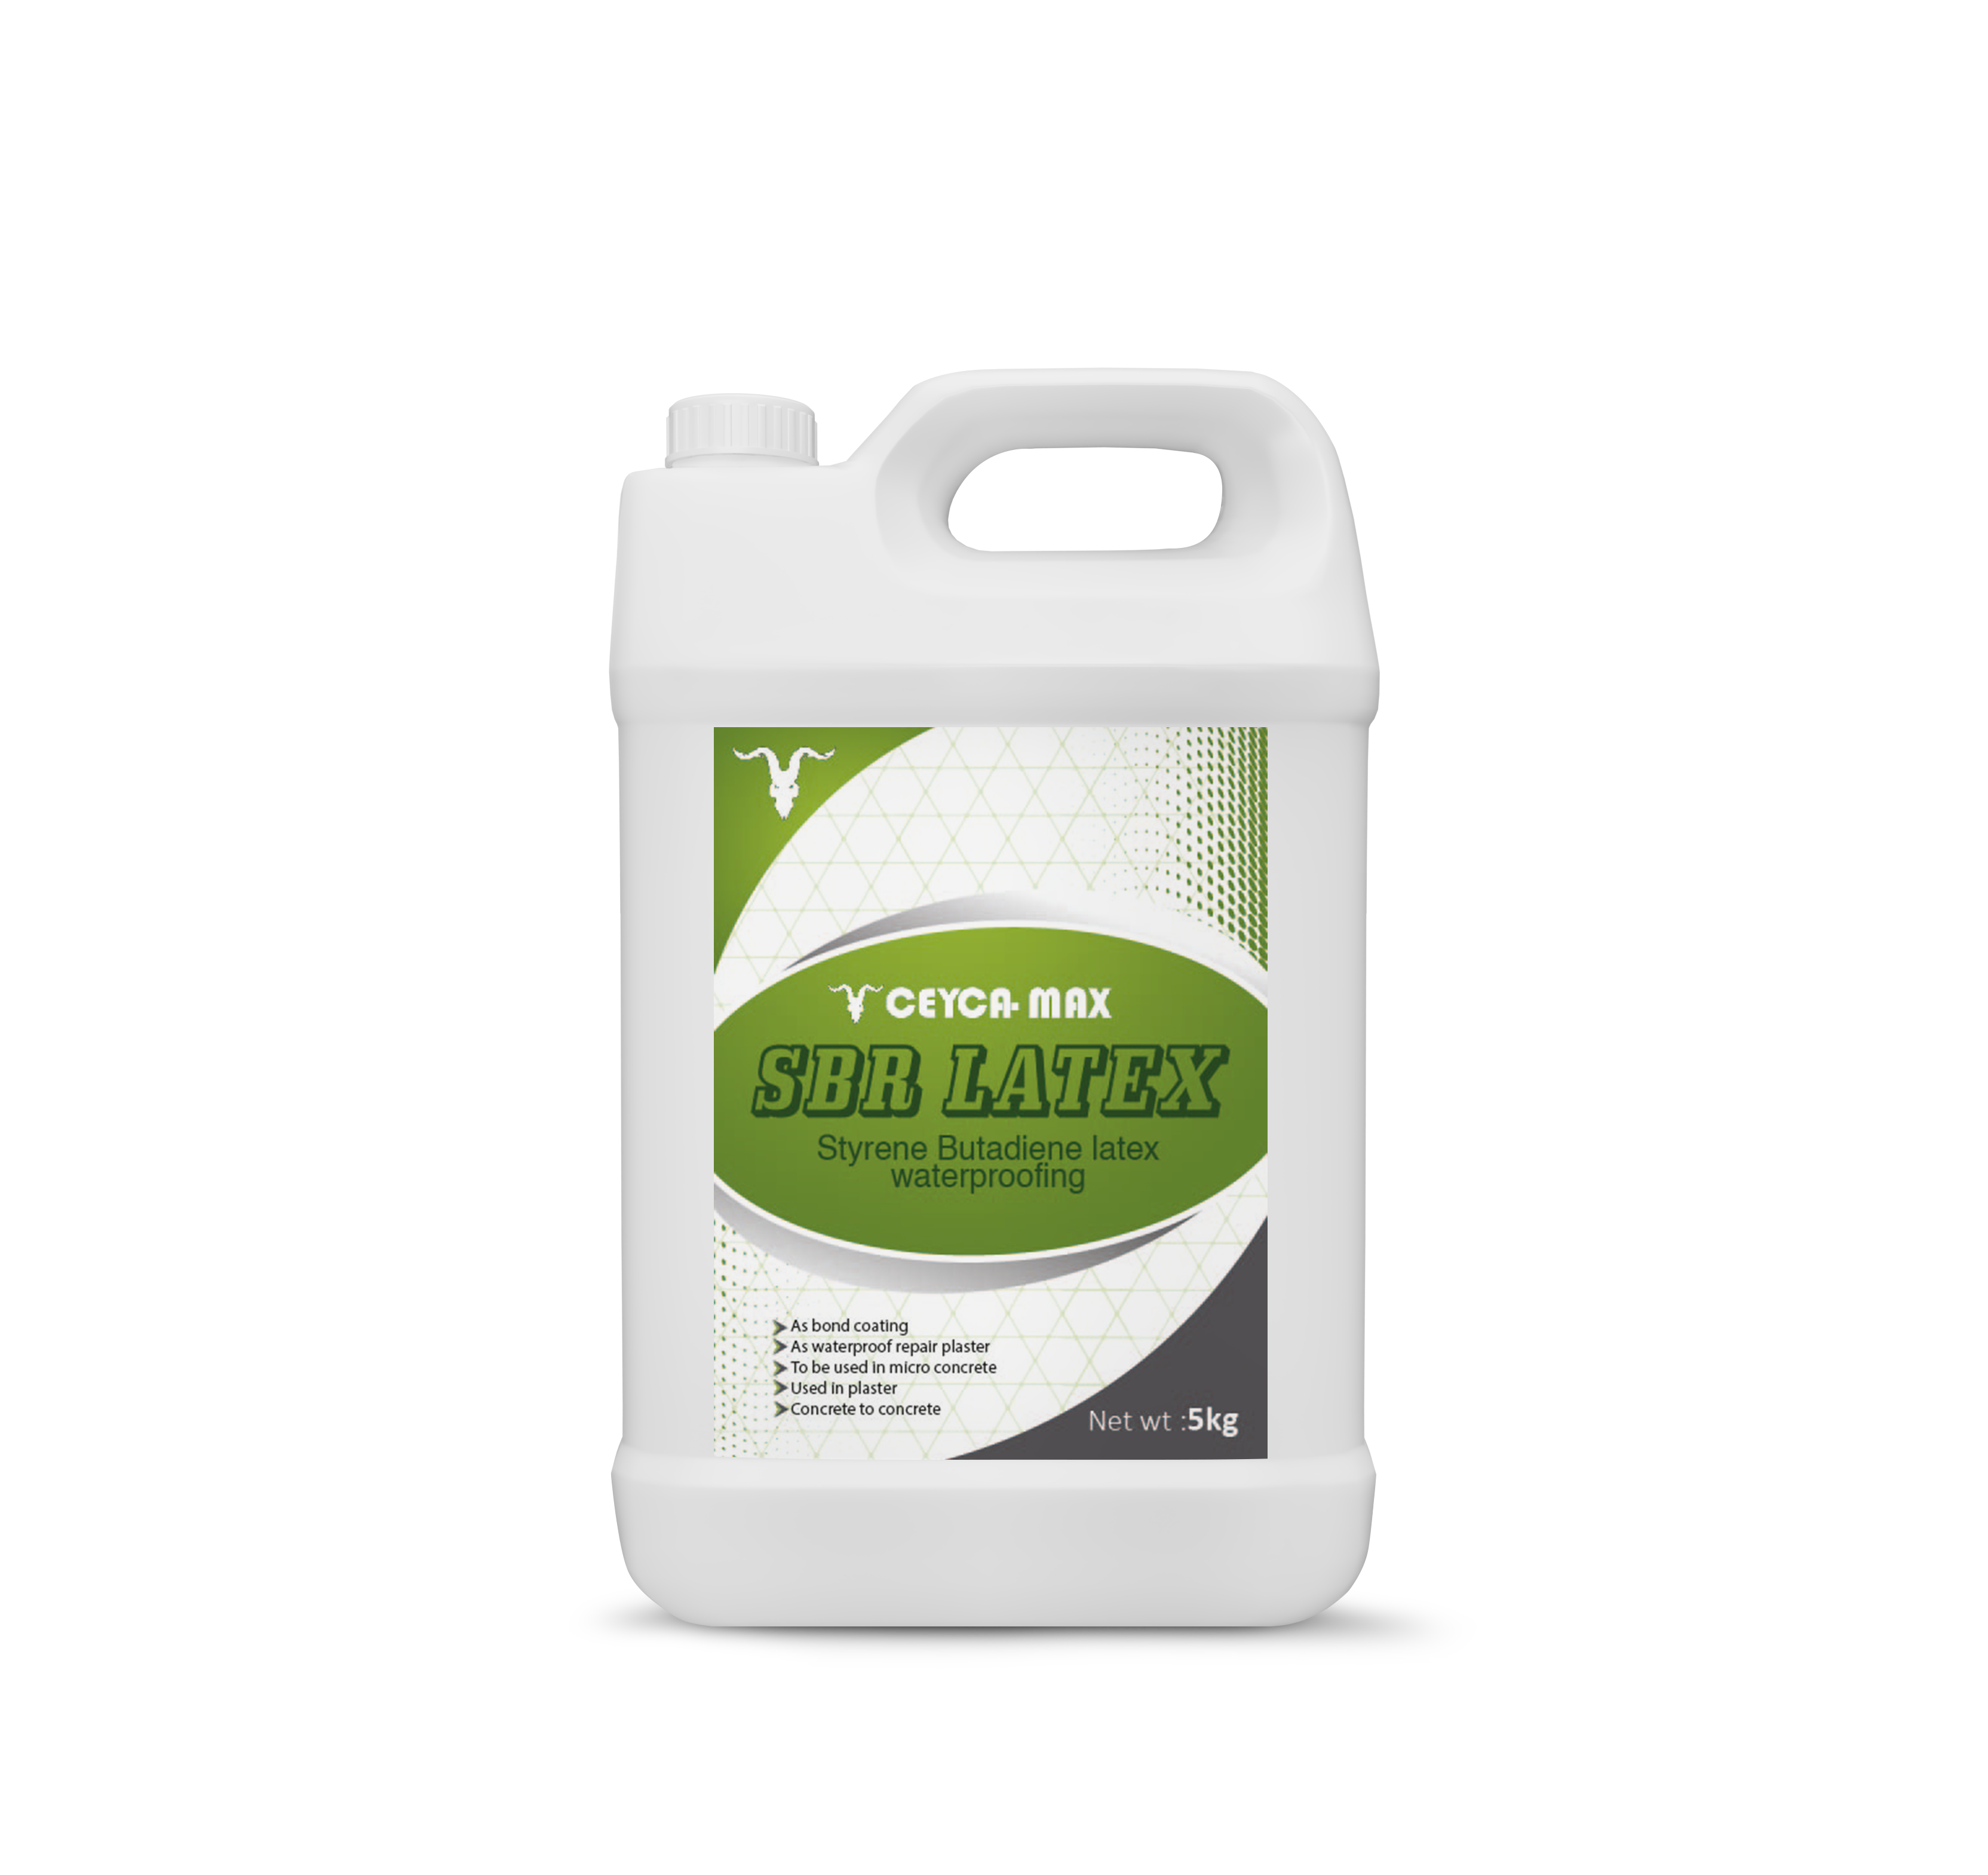 CEYCA-MAX
SBR LATEX
Styrene Butadiene latex
waterproofing
As bond coating
As waterproof repair plaster
To be used in micro concrete
Used in plaster
Concrete to concrete
Net wt :5kg